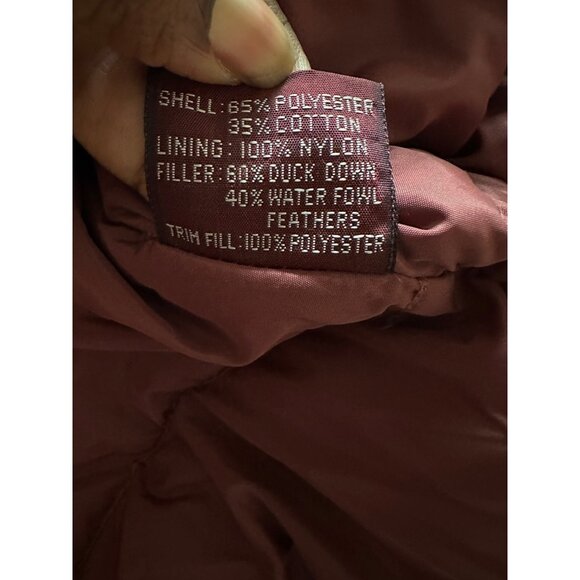 SHELL: 65% POLYESTER
35% COTTON
LINING: 100% NYLON
FILLER: 60% DUCK DOWN
40% WATER FOWL
FEATHERS
TRIM FILL: 100% POLYESTER